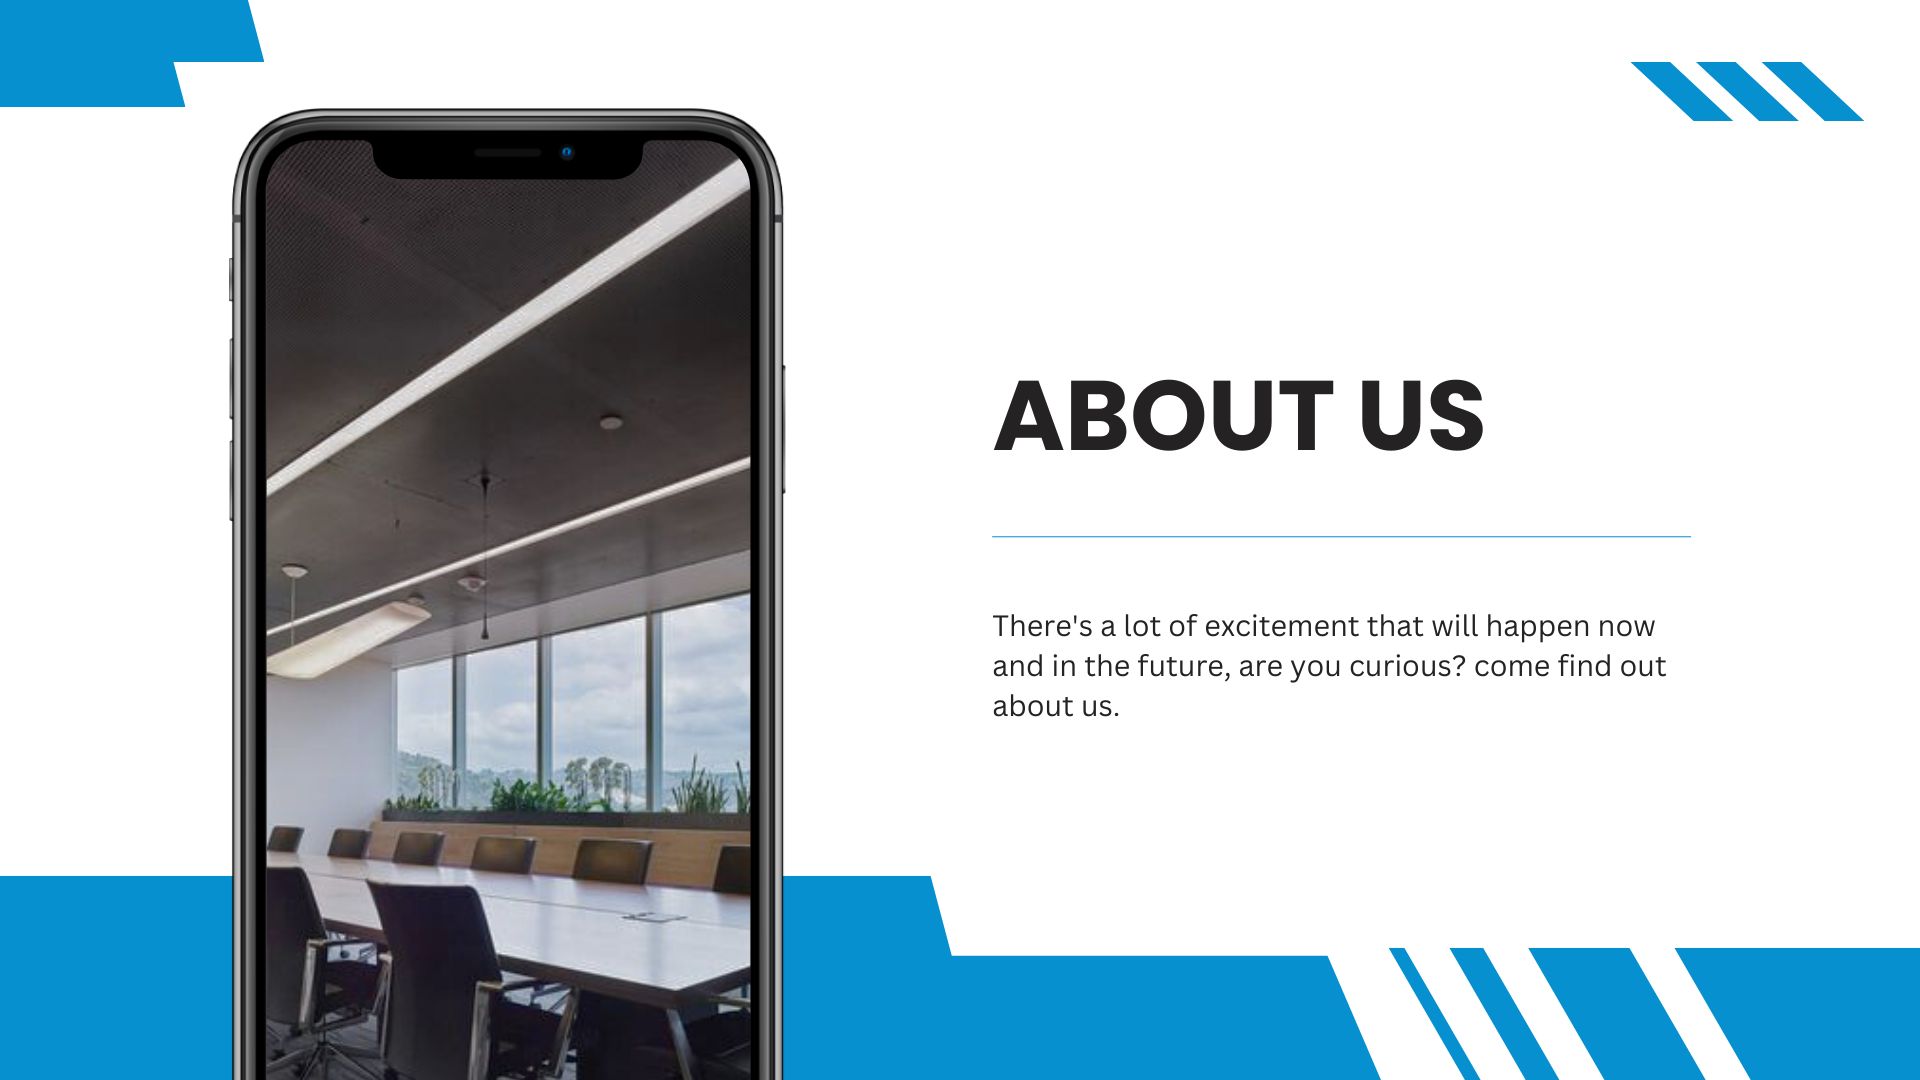 ABOUT US
There's a lot of excitement that will happen now
and in the future, are you curious? come find out
about us.